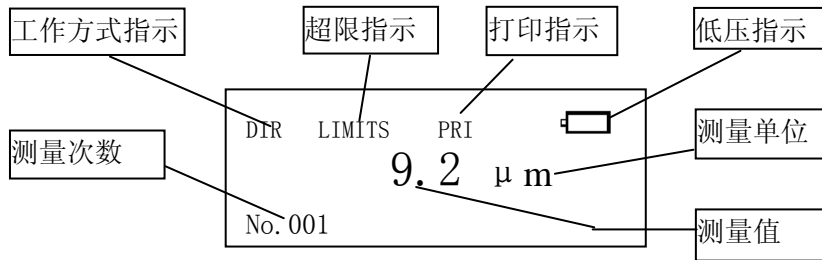 工作方式指示
超限指示
打印指示
低压指示
DIR LIMITS PRI
测量次数
测量单位
9.2 μm
No.001
测量值